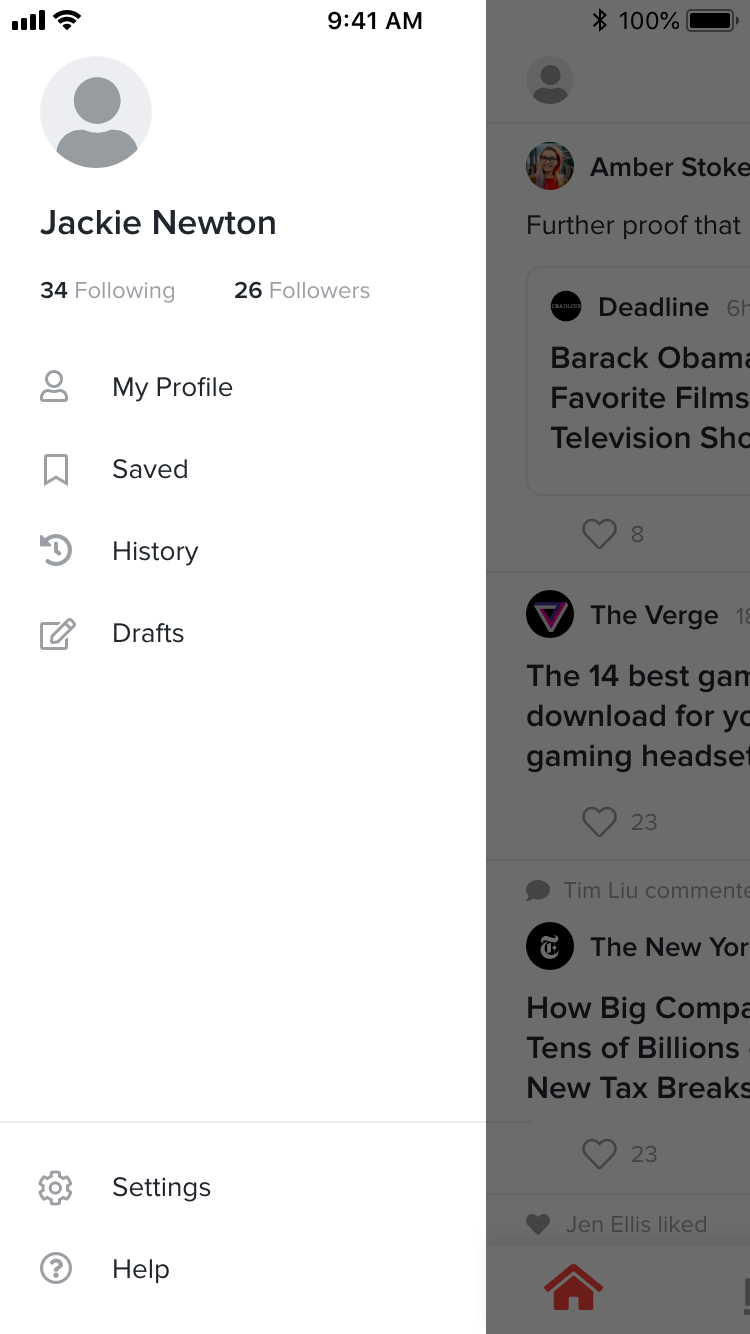 9:41 AM
100%
Jackie Newton
34 Following
26 Followers
My Profile
Saved
History
Drafts
Settings
Help
Amber Stoke
Further proof that
DEADLINE
Deadline 6h
Barack Obama
Favorite Films
Television Sho
8
The Verge 18
The 14 best gam
download for yo
gaming headset
23
Tim Liu commente
The New Yor
How Big Compa
Tens of Billions
New Tax Breaks
23
Jen Ellis liked